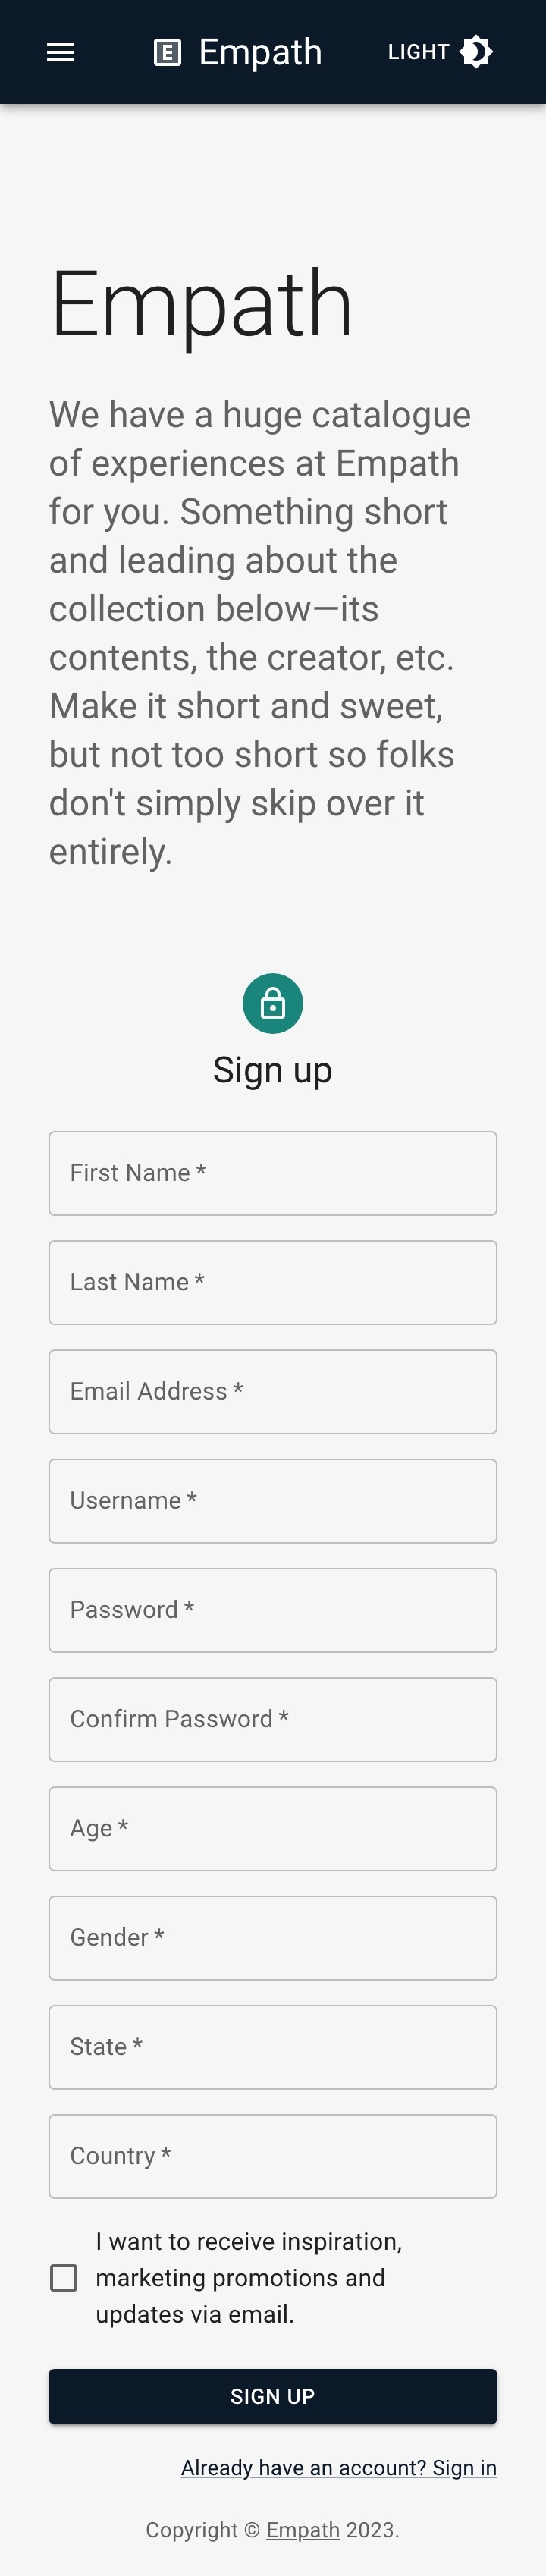 E Empath LIGHT
Empath
We have a huge catalogue
of experiences at Empath
for you. Something short
and leading about the
collection below—its
contents, the creator, etc.
Make it short and sweet,
but not too short so folks
don't simply skip over it
entirely.
Sign up
First Name *
Last Name *
Email Address *
Username *
Password *
Confirm Password *
Age *
Gender *
State *
Country *
I want to receive inspiration,
marketing promotions and
updates via email.
SIGN UP
Already have an account? Sign in
Copyright © Empath 2023.